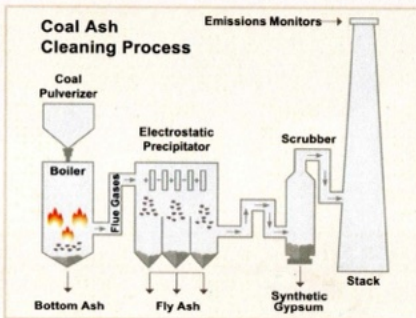 Coal Ash
Cleaning Process
Emissions Monitors
Coal
Pulverizer
Electrostatic
Precipitator
Scrubber
Boiler
Flue Gases
Bottom Ash
Fly Ash
Synthetic
Gypsum
Stack